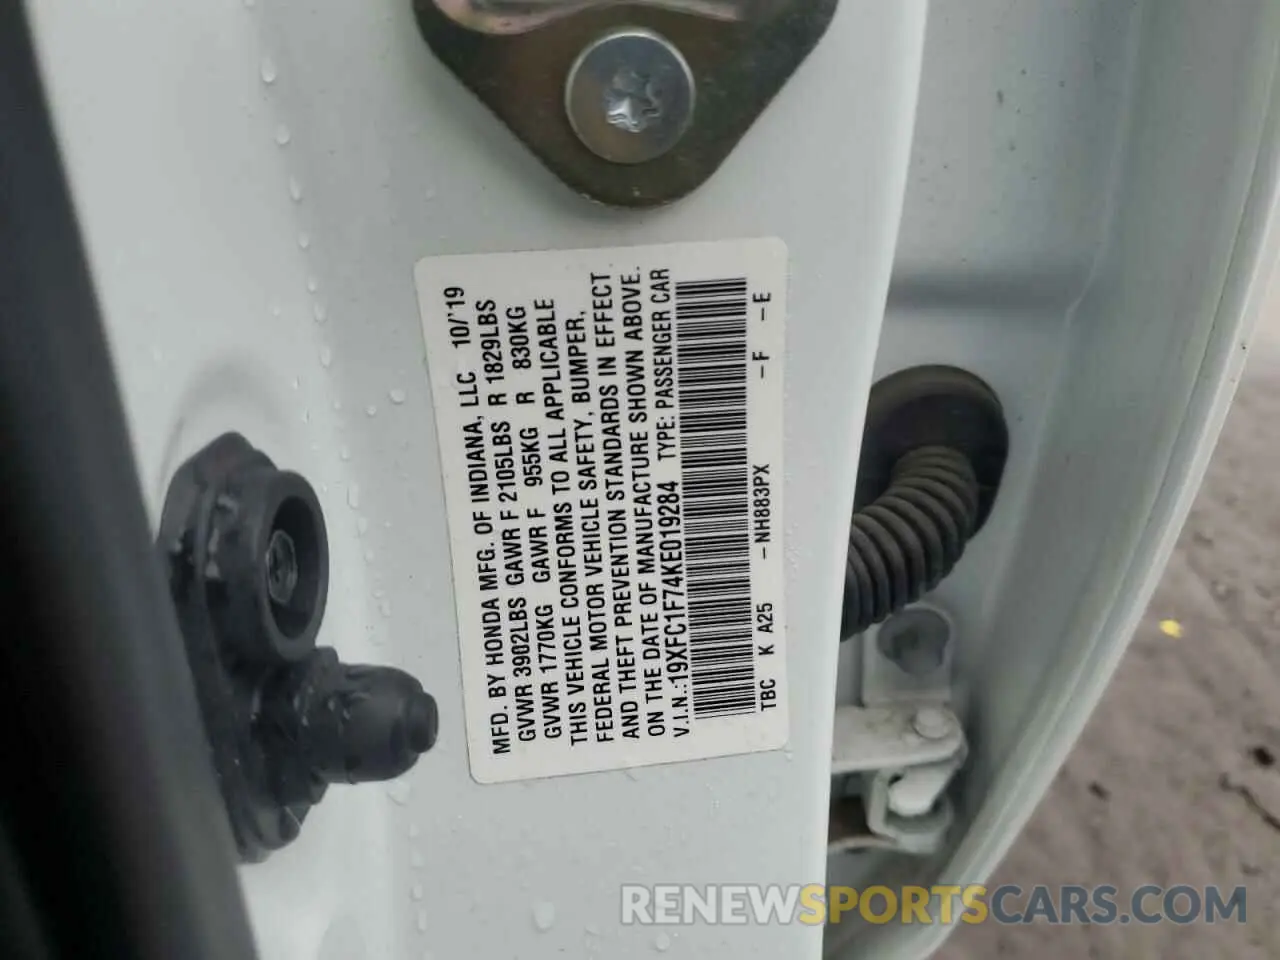 MFD. BY HONDA MFG. OF INDIANA, LLC 10/'19
GVWR 3902LBS GAWR F 2105LBS R 1829LBS
GVWR 1770KG GAWR F 955KG R 830KG
THIS VEHICLE CONFORMS TO ALL APPLICABLE
FEDERAL MOTOR VEHICLE SAFETY, BUMPER,
AND THEFT PREVENTION STANDARDS IN EFFECT
ON THE DATE OF MANUFACTURE SHOWN ABOVE.
V.I.N.:19XFC1F74KE019284 TYPE: PASSENGER CAR
TBC K A25 - NH883PX - F - E
RENEWSPORTSCARS.COM